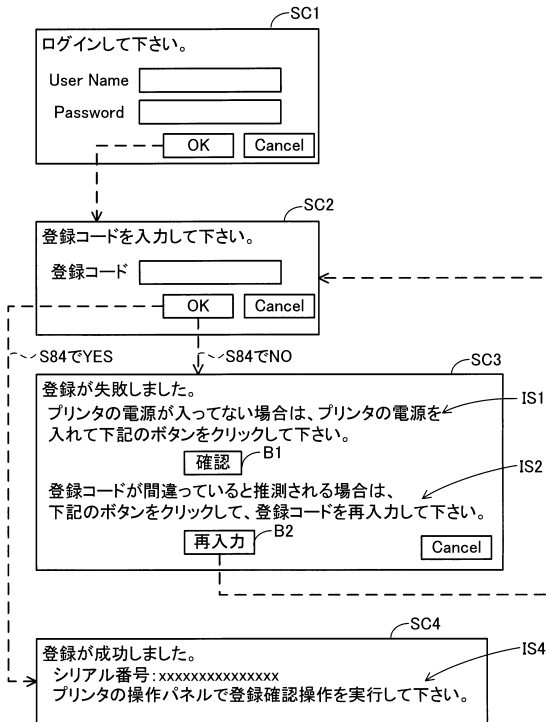 SC1
ログインして下さい。
User Name
Password
OK Cancel
SC2
登録コードを入力して下さい。
登録コード
OK Cancel
S84でYES S84でNO
SC3
登録が失敗しました。
プリンタの電源が入ってない場合は、プリンタの電源を IS1
入れて下記のボタンをクリックして下さい。
確認 B1
IS2
登録コードが間違っていると推測される場合は、
下記のボタンをクリックして、登録コードを再入力して下さい。
再入力 B2 Cancel
SC4
登録が成功しました。 IS4
シリアル番号:xxxxxxxxxxxxxxx
プリンタの操作パネルで登録確認操作を実行して下さい。